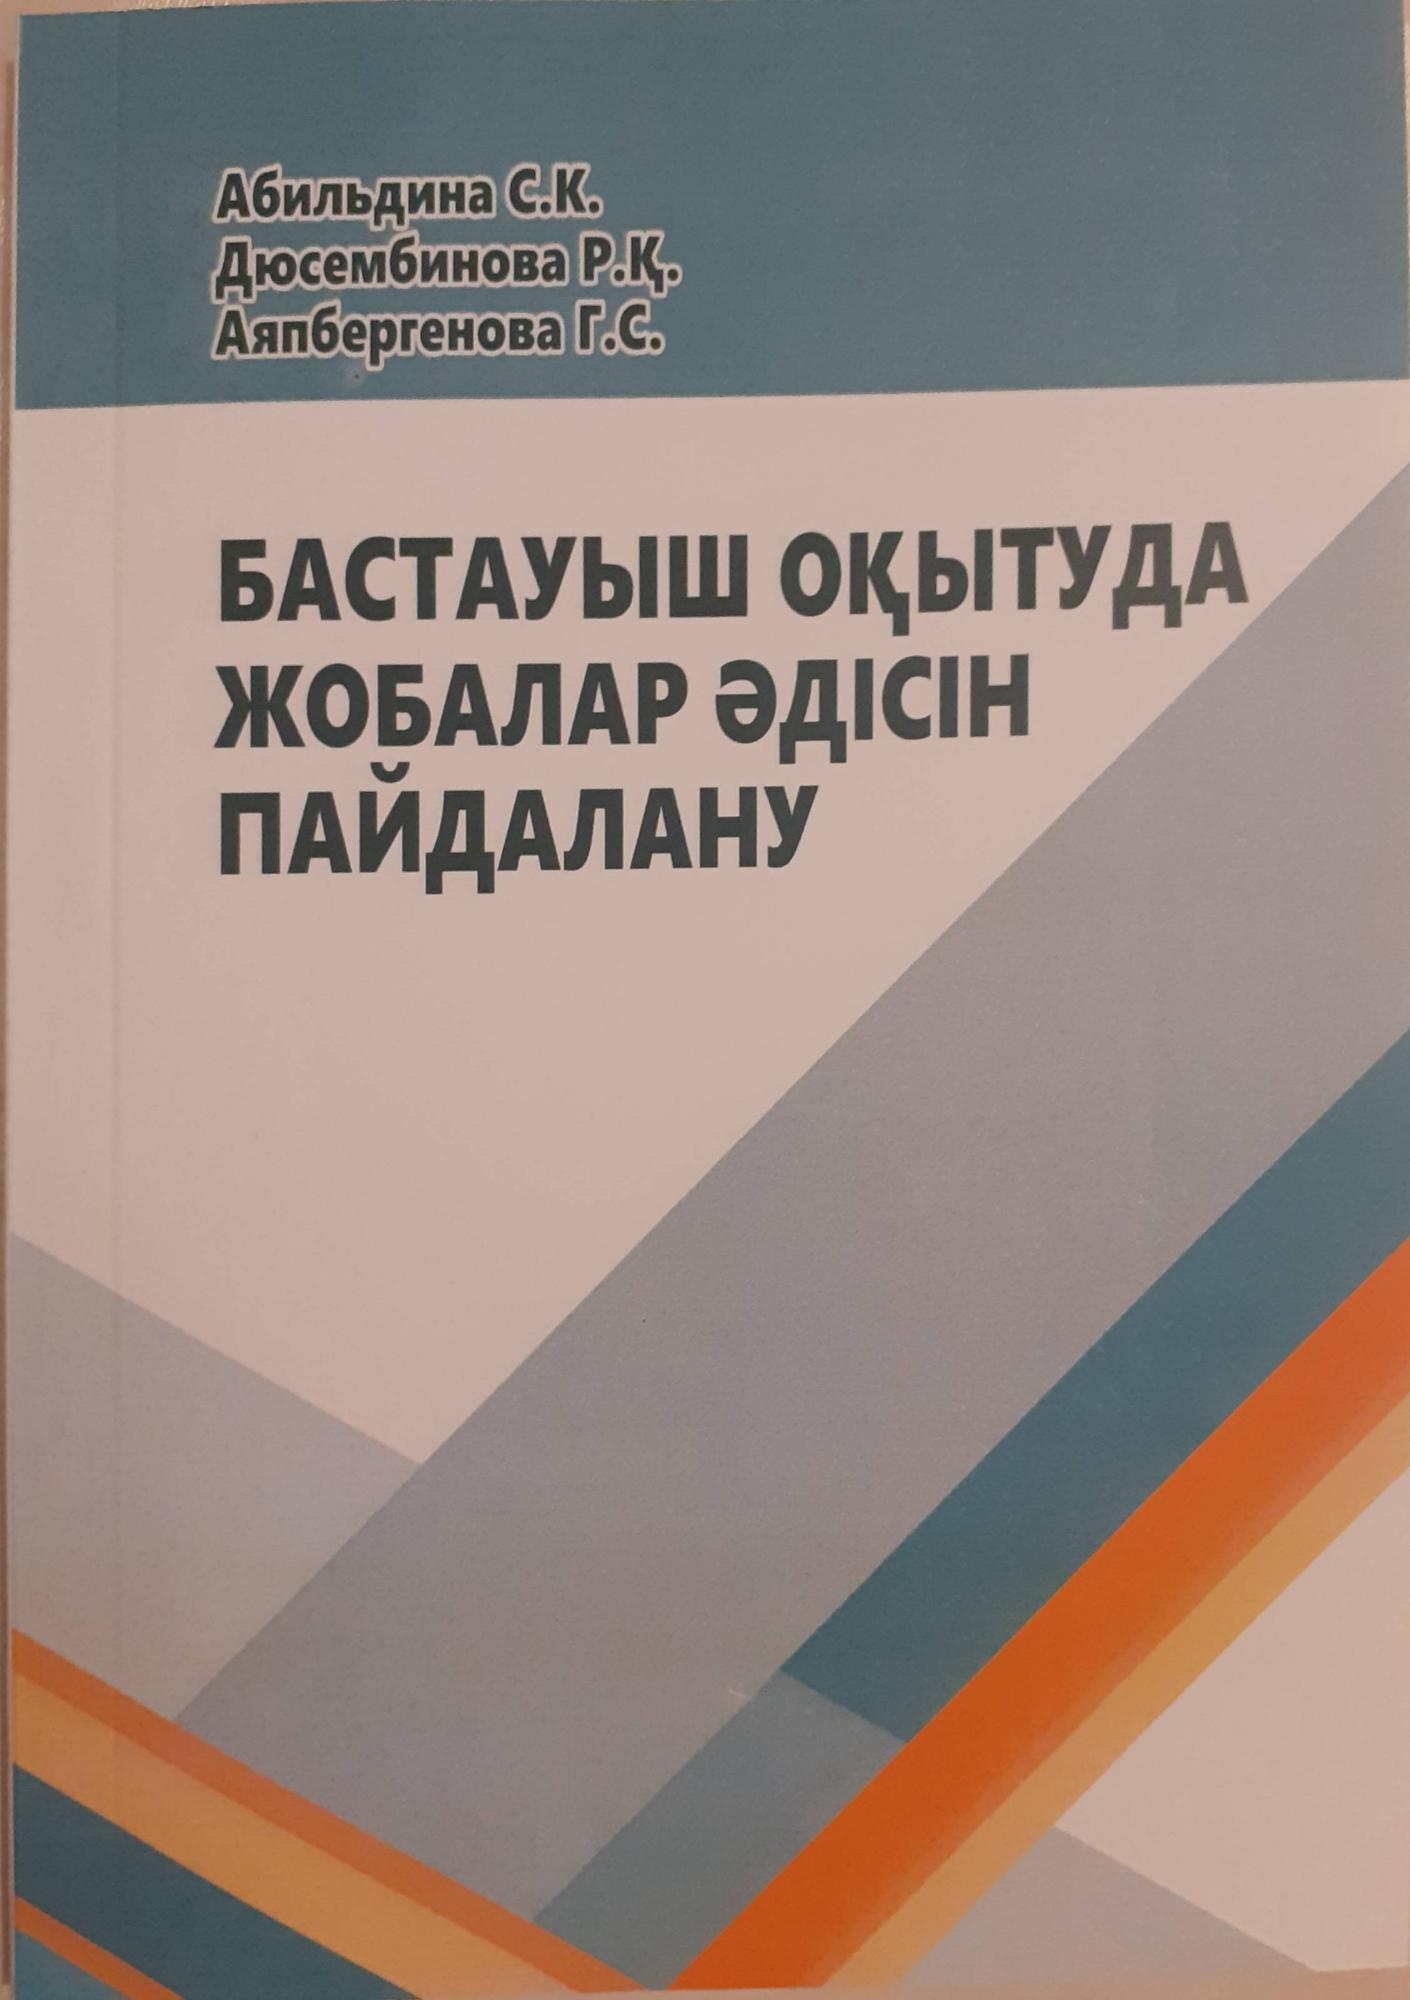 Абильдина С.К.
Дюсембинова Р.Қ.
Аяпбергенова Г.С.
БАСТАУЫШ ОҚЫТУДА
ЖОБАЛАР ӘДІСІН
ПАЙДАЛАНУ